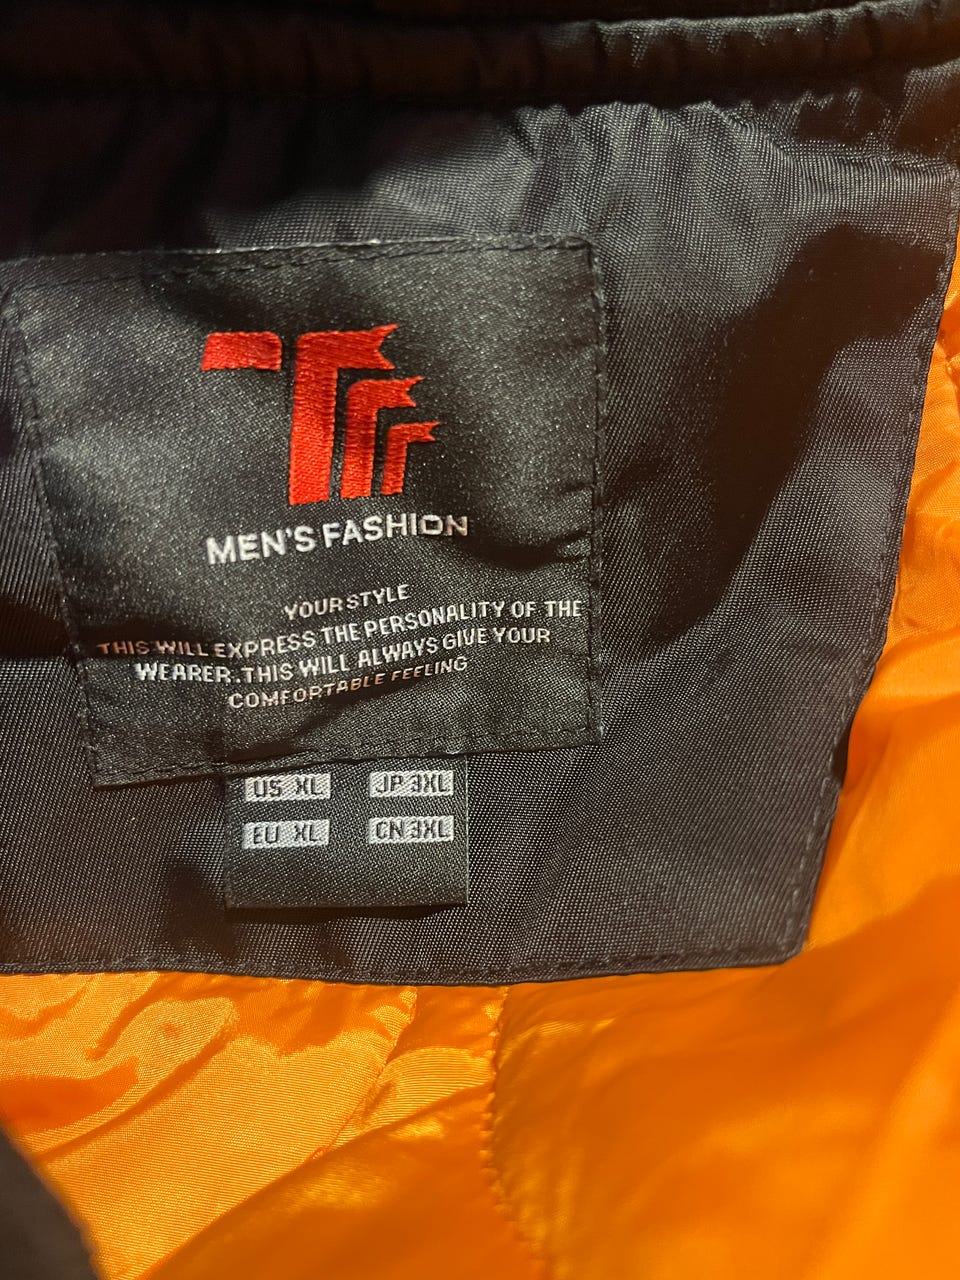 MEN'S FASHION
YOUR STYLE
THIS WILL EXPRESS THE PERSONALITY OF THE
WEARER.THIS WILL ALWAYS GIVE YOUR
COMFORTABLE FEELING
US XL JP 3XL
EU XL CN 3XL